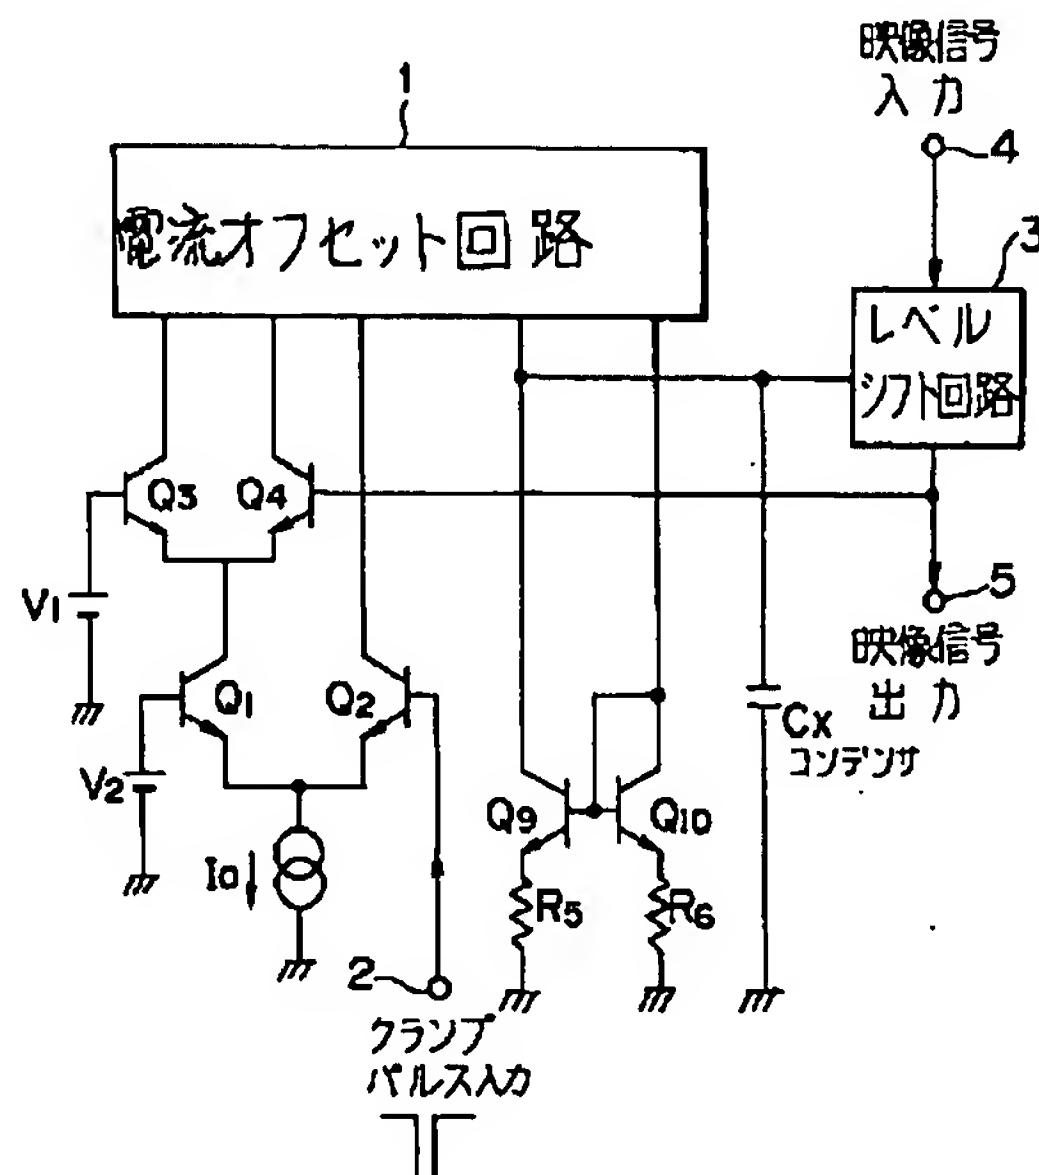 映像信号
入力
1
4
電流オフセット回路
3
レベル
シフト回路
Q3
Q4
V1
5
映像信号
出力
Q1
Q2
Cx
コンデンサ
V2
Q9
Q10
Io
R5
R6
2
クランプ
パルス入力